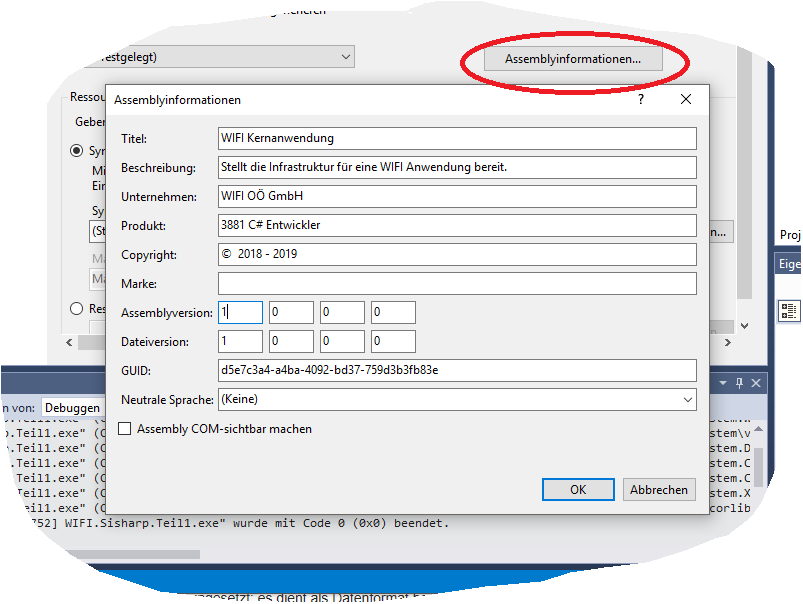 estgelegt)
Assemblyinformationen...
Ressou
Assemblyinformationen
?
Geben
Titel: WIFI Kernanwendung
Syn
Beschreibung: Stellt die Infrastruktur für eine WIFI Anwendung bereit.
Mi
Ein
Unternehmen: WIFI OÖ GmbH
Sy
Produkt: 3881 C# Entwickler
(St
n...
Proj
Copyright: © 2018 - 2019
Ma
Eige
Marke:
Ma
Res
Assemblyversion: 1 0 0 0
Dateiversion: 1 0 0 0
GUID: d5e7c3a4-a4ba-4092-bd37-759d3b3fb83e
Neutrale Sprache: (Keine)
n von: Debuggen
Assembly COM-sichtbar machen
p.Teil1.exe" (C
stem\v
p.Teil1.exe" (C
stem.D
p.Teil1.exe" (C
stem.C
p.Teil1.exe" (C
stem.C
p.Teil1.exe" (C
stem.X
OK Abbrechen
p.Teil1.exe" (C
corlib
752] WIFI.Sisharp.Teil1.exe" wurde mit Code 0 (0x0) beendet.
es dient als Datenformat